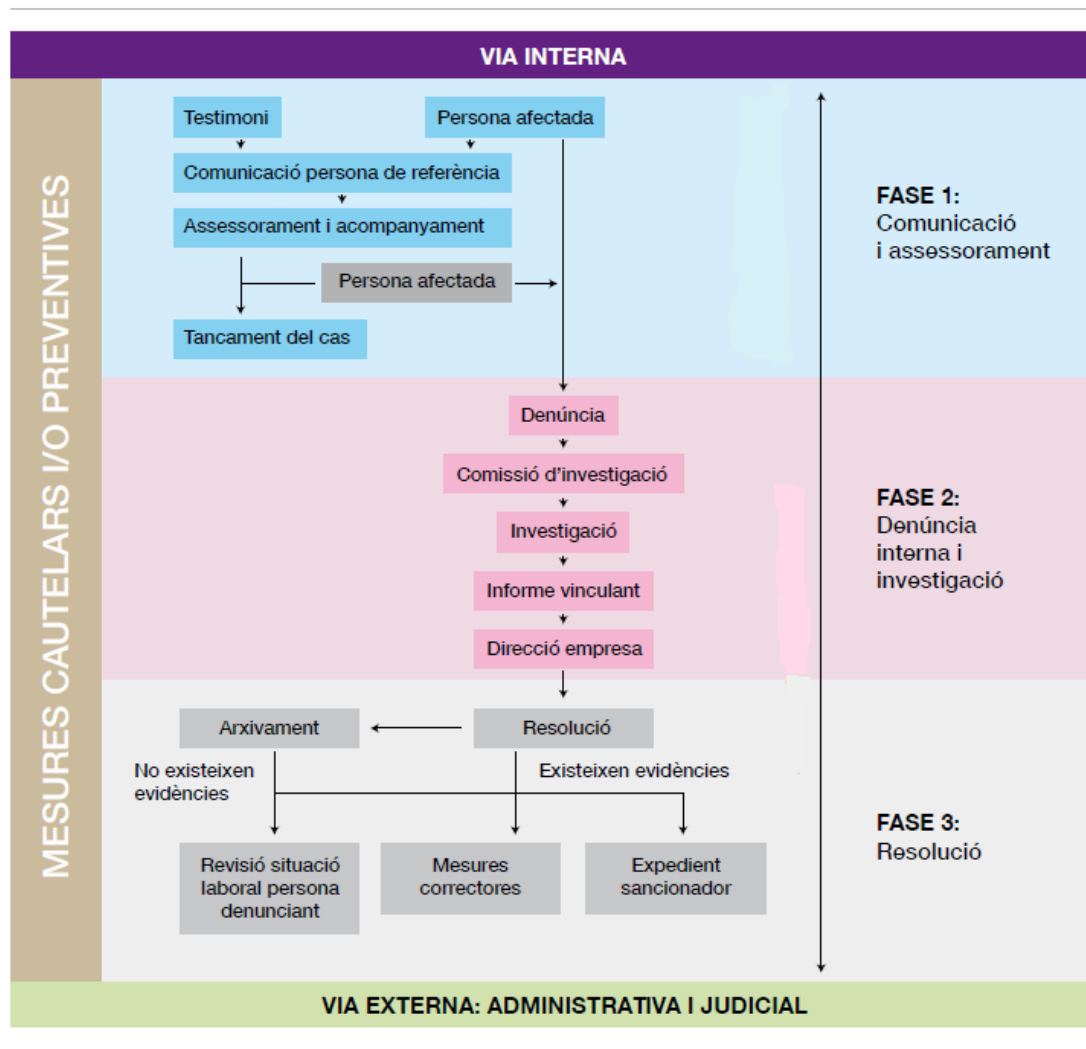 VIA INTERNA
MESURES CAUTELARS I/O PREVENTIVES
Testimoni
Persona afectada
Comunicació persona de referència
Assessorament i acompanyament
Persona afectada
Tancament del cas
FASE 1:
Comunicació
i assessorament
Denúncia
Comissió d'investigació
Investigació
Informe vinculant
Direcció empresa
FASE 2:
Denúncia
interna i
investigació
Arxivament
Resolució
No existeixen
evidències
Existeixen evidències
Revisió situació
laboral persona
denunciant
Mesures
correctores
Expedient
sancionador
FASE 3:
Resolució
VIA EXTERNA: ADMINISTRATIVA I JUDICIAL